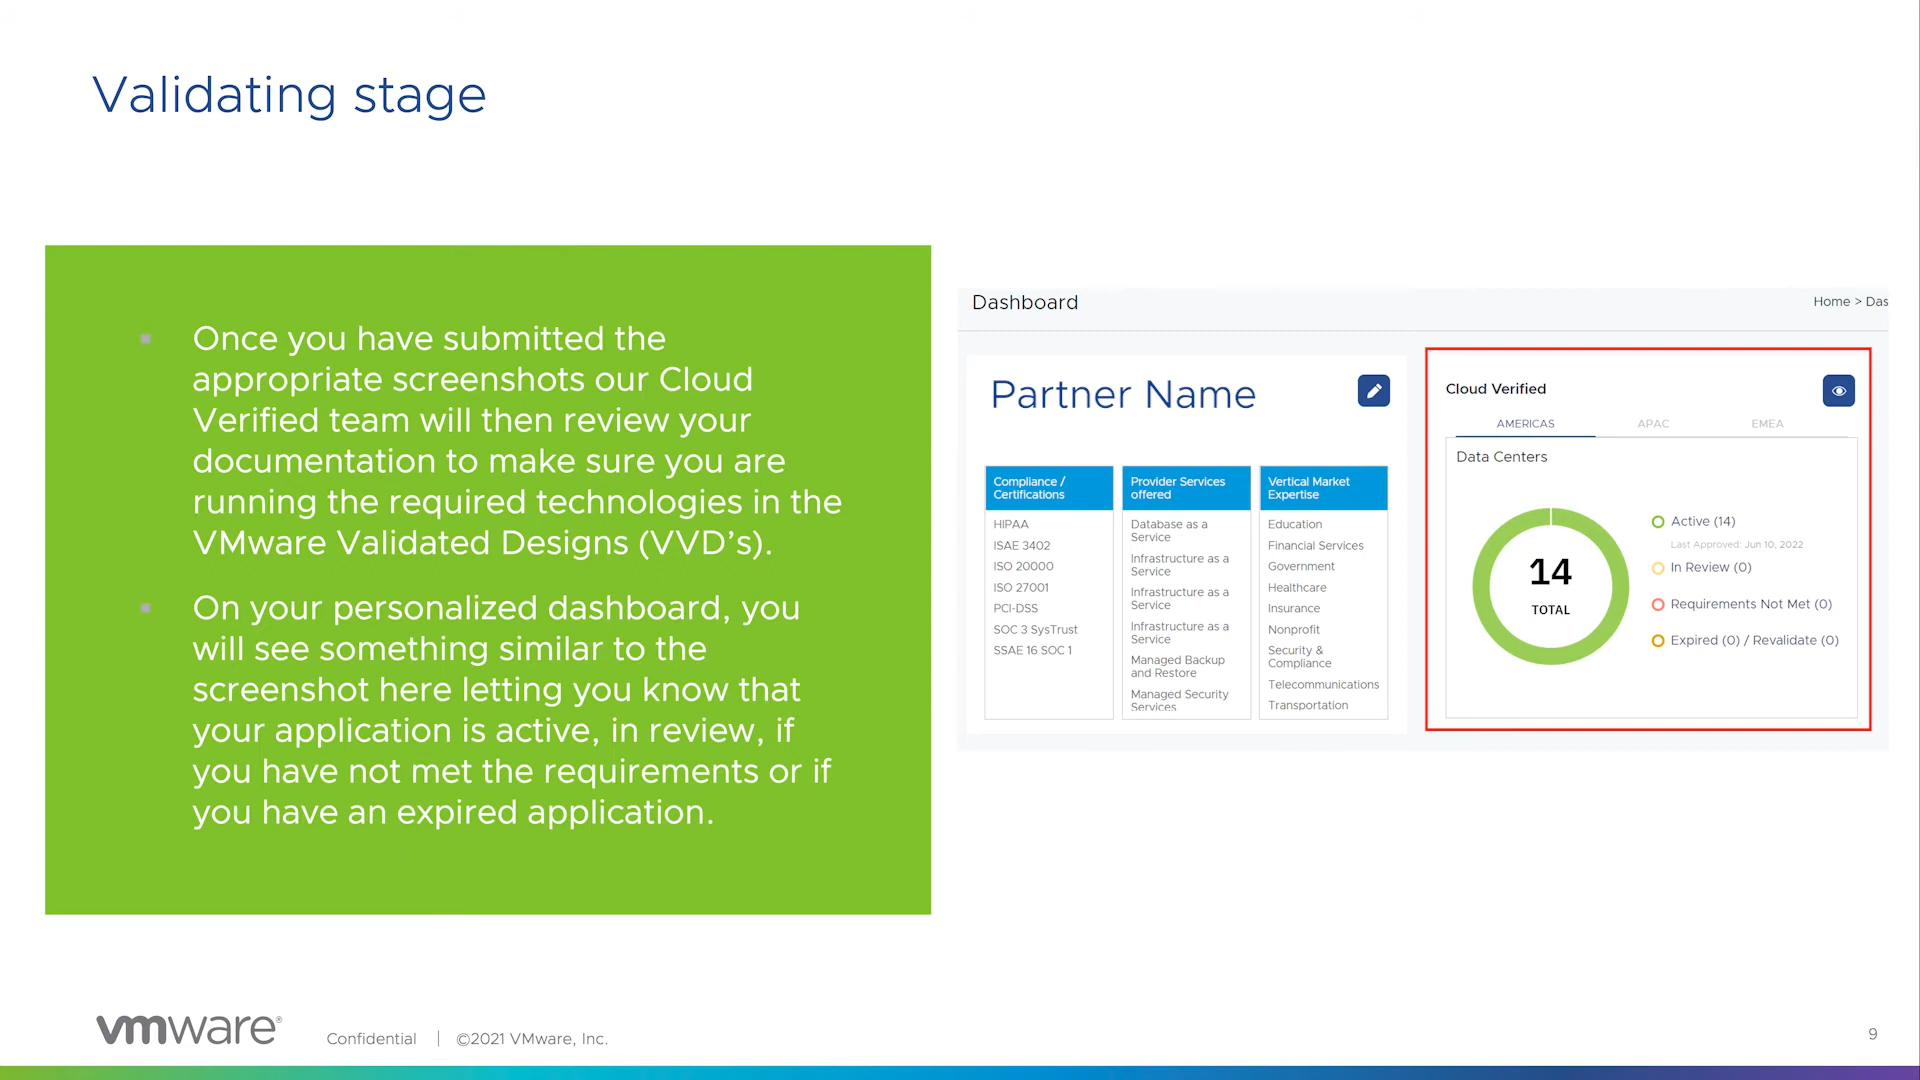 Validating stage
Once you have submitted the
appropriate screenshots our Cloud
Verified team will then review your
documentation to make sure you are
running the required technologies in the
VMware Validated Designs (VVD’s).
On your personalized dashboard, you
will see something similar to the
screenshot here letting you know that
your application is active, in review, if
you have not met the requirements or if
you have an expired application.
Dashboard
Home > Das
Partner Name
Compliance /
Certifications
HIPAA
ISAE 3402
ISO 20000
ISO 27001
PCI-DSS
SOC 3 SysTrust
SSAE 16 SOC 1
Provider Services
offered
Database as a
Service
Infrastructure as a
Service
Infrastructure as a
Service
Infrastructure as a
Service
Managed Backup
and Restore
Managed Security
Services
Vertical Market
Expertise
Education
Financial Services
Government
Healthcare
Insurance
Nonprofit
Security &
Compliance
Telecommunications
Transportation
Cloud Verified
AMERICAS
APAC
EMEA
Data Centers
14
TOTAL
Active (14)
Last Approved: Jun 10, 2022
In Review (0)
Requirements Not Met (0)
Expired (0) / Revalidate (0)
vmware®
Confidential | ©2021 VMware, Inc.
9